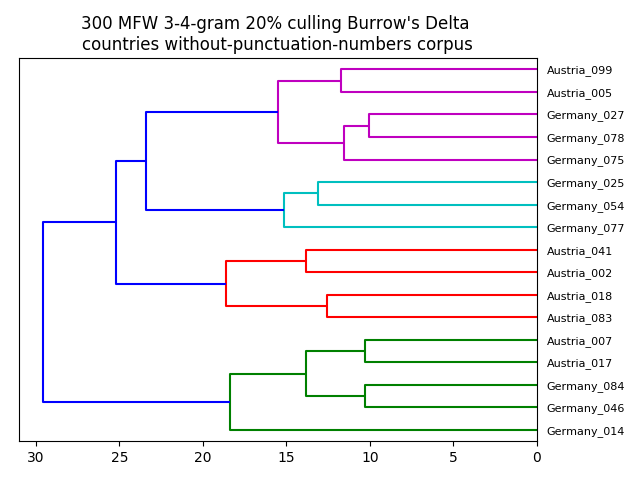 300 MFW 3-4-gram 20% culling Burrow's Delta
countries without-punctuation-numbers corpus
Austria_099
Austria_005
Germany_027
Germany_078
Germany_075
Germany_025
Germany_054
Germany_077
Austria_041
Austria_002
Austria_018
Austria_083
Austria_007
Austria_017
Germany_084
Germany_046
Germany_014
30 25 20 15 10 5 0